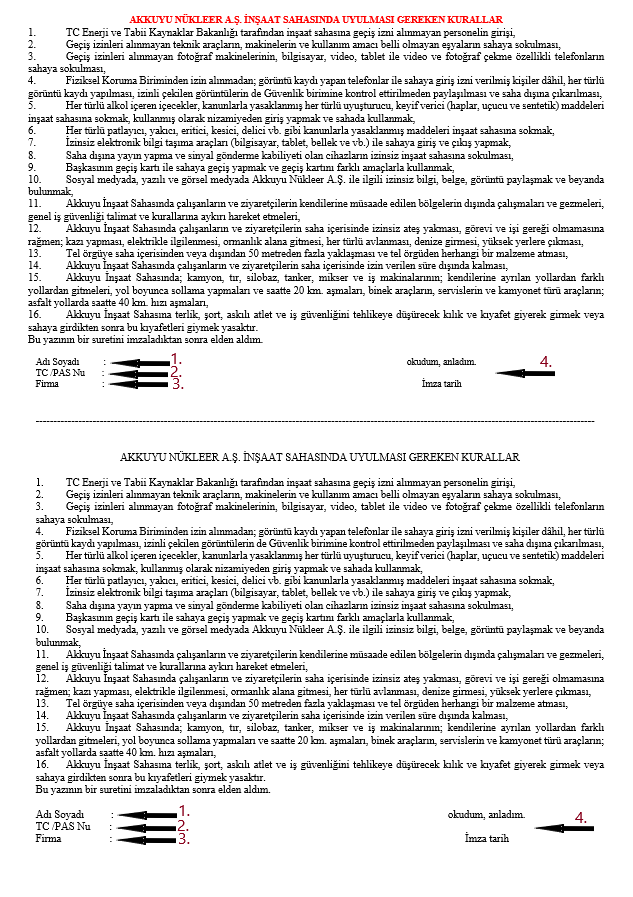 AKKUYU NÜKLEER A.Ş. İNŞAAT SAHASINDA UYULMASI GEREKEN KURALLAR
1. TC Enerji ve Tabii Kaynaklar Bakanlığı tarafından inşaat sahasına geçiş izni alınmayan personelin girişi,
2. Geçiş izinleri alınmayan teknik araçların, makinelerin ve kullanım amacı belli olmayan eşyaların sahaya sokulması,
3. Geçiş izinleri alınmayan fotoğraf makinelerinin, bilgisayar, video, tablet ile video ve fotoğraf çekme özellikli telefonların
sahaya sokulması,
4. Fiziksel Koruma Biriminden izin alınmadan; görüntü kaydı yapan telefonlar ile sahaya giriş izni verilmiş kişiler dâhil, her türlü
görüntü kaydı yapılması, izinli çekilen görüntülerin de Güvenlik birimine kontrol ettirilmeden paylaşılması ve saha dışına çıkarılması,
5. Her türlü alkol içeren içecekler, kanunlarla yasaklanmış her türlü uyuşturucu, keyif verici (haplar, uçucu ve sentetik) maddeleri
inşaat sahasına sokmak, kullanmış olarak nizamiyeden giriş yapmak ve sahada kullanmak,
6. Her türlü patlayıcı, yakıcı, eritici, kesici, delici vb. gibi kanunlarla yasaklanmış maddeleri inşaat sahasına sokmak,
7. İzinsiz elektronik bilgi taşıma araçları (bilgisayar, tablet, bellek ve vb.) ile sahaya giriş ve çıkış yapmak,
8. Saha dışına yayın yapma ve sinyal gönderme kabiliyeti olan cihazların izinsiz inşaat sahasına sokulması,
9. Başkasının geçiş kartı ile sahaya geçiş yapmak ve geçiş kartını farklı amaçlarla kullanmak,
10. Sosyal medyada, yazılı ve görsel medyada Akkuyu Nükleer A.Ş. ile ilgili izinsiz bilgi, belge, görüntü paylaşmak ve beyanda
bulunmak,
11. Akkuyu İnşaat Sahasında çalışanların ve ziyaretçilerin kendilerine müsaade edilen bölgelerin dışında çalışmaları ve gezmeleri,
genel iş güvenliği talimat ve kurallarına aykırı hareket etmeleri,
12. Akkuyu İnşaat Sahasında çalışanların ve ziyaretçilerin saha içerisinde izinsiz ateş yakması, görevi ve işi gereği olmamasına
rağmen; kazı yapması, elektrikle ilgilenmesi, ormanlık alana gitmesi, her türlü avlanması, denize girmesi, yüksek yerlere çıkması,
13. Tel örgüye saha içerisinden veya dışından 50 metreden fazla yaklaşması ve tel örgüden herhangi bir malzeme atması,
14. Akkuyu İnşaat Sahasında çalışanların ve ziyaretçilerin saha içerisinde izin verilen süre dışında kalması,
15. Akkuyu İnşaat Sahasında; kamyon, tır, silobaz, tanker, mikser ve iş makinalarının; kendilerine ayrılan yollardan farklı
yollardan gitmeleri, yol boyunca sollama yapmaları ve saatte 20 km. aşmaları, binek araçların, servislerin ve kamyonet türü araçların;
asfalt yollarda saatte 40 km. hızı aşmaları,
16. Akkuyu İnşaat Sahasına terlik, şort, askılı atlet ve iş güvenliğini tehlikeye düşürecek kılık ve kıyafet giyerek girmek veya
sahaya girdikten sonra bu kıyafetleri giymek yasaktır.
Bu yazının bir suretini imzaladıktan sonra elden aldım.
Adı Soyadı : 1. okudum, anladım. 4.
TC /PAS Nu : 2.
Firma : 3. İmza tarih
AKKUYU NÜKLEER A.Ş. İNŞAAT SAHASINDA UYULMASI GEREKEN KURALLAR
1. TC Enerji ve Tabii Kaynaklar Bakanlığı tarafından inşaat sahasına geçiş izni alınmayan personelin girişi,
2. Geçiş izinleri alınmayan teknik araçların, makinelerin ve kullanım amacı belli olmayan eşyaların sahaya sokulması,
3. Geçiş izinleri alınmayan fotoğraf makinelerinin, bilgisayar, video, tablet ile video ve fotoğraf çekme özellikli telefonların
sahaya sokulması,
4. Fiziksel Koruma Biriminden izin alınmadan; görüntü kaydı yapan telefonlar ile sahaya giriş izni verilmiş kişiler dâhil, her türlü
görüntü kaydı yapılması, izinli çekilen görüntülerin de Güvenlik birimine kontrol ettirilmeden paylaşılması ve saha dışına çıkarılması,
5. Her türlü alkol içeren içecekler, kanunlarla yasaklanmış her türlü uyuşturucu, keyif verici (haplar, uçucu ve sentetik) maddeleri
inşaat sahasına sokmak, kullanmış olarak nizamiyeden giriş yapmak ve sahada kullanmak,
6. Her türlü patlayıcı, yakıcı, eritici, kesici, delici vb. gibi kanunlarla yasaklanmış maddeleri inşaat sahasına sokmak,
7. İzinsiz elektronik bilgi taşıma araçları (bilgisayar, tablet, bellek ve vb.) ile sahaya giriş ve çıkış yapmak,
8. Saha dışına yayın yapma ve sinyal gönderme kabiliyeti olan cihazların izinsiz inşaat sahasına sokulması,
9. Başkasının geçiş kartı ile sahaya geçiş yapmak ve geçiş kartını farklı amaçlarla kullanmak,
10. Sosyal medyada, yazılı ve görsel medyada Akkuyu Nükleer A.Ş. ile ilgili izinsiz bilgi, belge, görüntü paylaşmak ve beyanda
bulunmak,
11. Akkuyu İnşaat Sahasında çalışanların ve ziyaretçilerin kendilerine müsaade edilen bölgelerin dışında çalışmaları ve gezmeleri,
genel iş güvenliği talimat ve kurallarına aykırı hareket etmeleri,
12. Akkuyu İnşaat Sahasında çalışanların ve ziyaretçilerin saha içerisinde izinsiz ateş yakması, görevi ve işi gereği olmamasına
rağmen; kazı yapması, elektrikle ilgilenmesi, ormanlık alana gitmesi, her türlü avlanması, denize girmesi, yüksek yerlere çıkması,
13. Tel örgüye saha içerisinden veya dışından 50 metreden fazla yaklaşması ve tel örgüden herhangi bir malzeme atması,
14. Akkuyu İnşaat Sahasında çalışanların ve ziyaretçilerin saha içerisinde izin verilen süre dışında kalması,
15. Akkuyu İnşaat Sahasında; kamyon, tır, silobaz, tanker, mikser ve iş makinalarının; kendilerine ayrılan yollardan farklı
yollardan gitmeleri, yol boyunca sollama yapmaları ve saatte 20 km. aşmaları, binek araçların, servislerin ve kamyonet türü araçların;
asfalt yollarda saatte 40 km. hızı aşmaları,
16. Akkuyu İnşaat Sahasına terlik, şort, askılı atlet ve iş güvenliğini tehlikeye düşürecek kılık ve kıyafet giyerek girmek veya
sahaya girdikten sonra bu kıyafetleri giymek yasaktır.
Bu yazının bir suretini imzaladıktan sonra elden aldım.
Adı Soyadı : 1. okudum, anladım. 4.
TC /PAS Nu : 2.
Firma : 3. İmza tarih